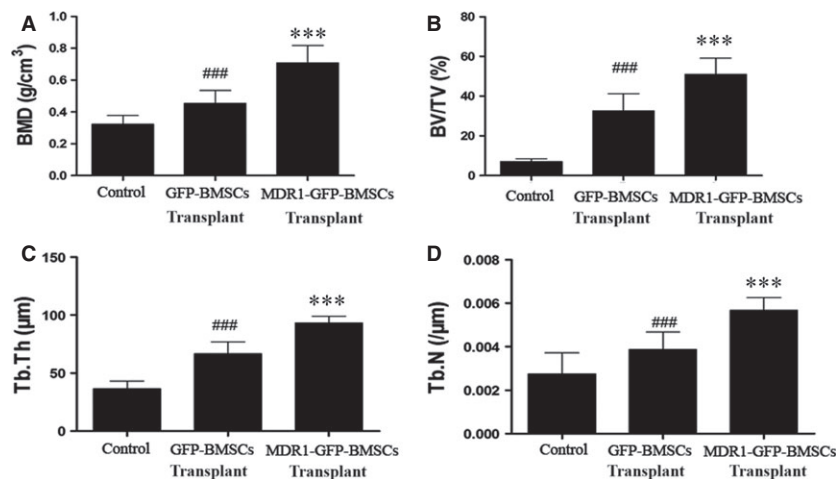 A
BMD (g/cm³)
1.0
0.8
0.6
0.4
0.2
0.0
###
***
Control
GFP-BMSCs
Transplant
MDR1-GFP-BMSCs
Transplant
B
BV/TV (%)
80
60
40
20
0
###
***
Control
GFP-BMSCs
Transplant
MDR1-GFP-BMSCs
Transplant
C
Tb.Th (μm)
150
100
50
0
###
***
Control
GFP-BMSCs
Transplant
MDR1-GFP-BMSCs
Transplant
D
Tb.N (/μm)
0.008
0.006
0.004
0.002
0.000
###
***
Control
GFP-BMSCs
Transplant
MDR1-GFP-BMSCs
Transplant